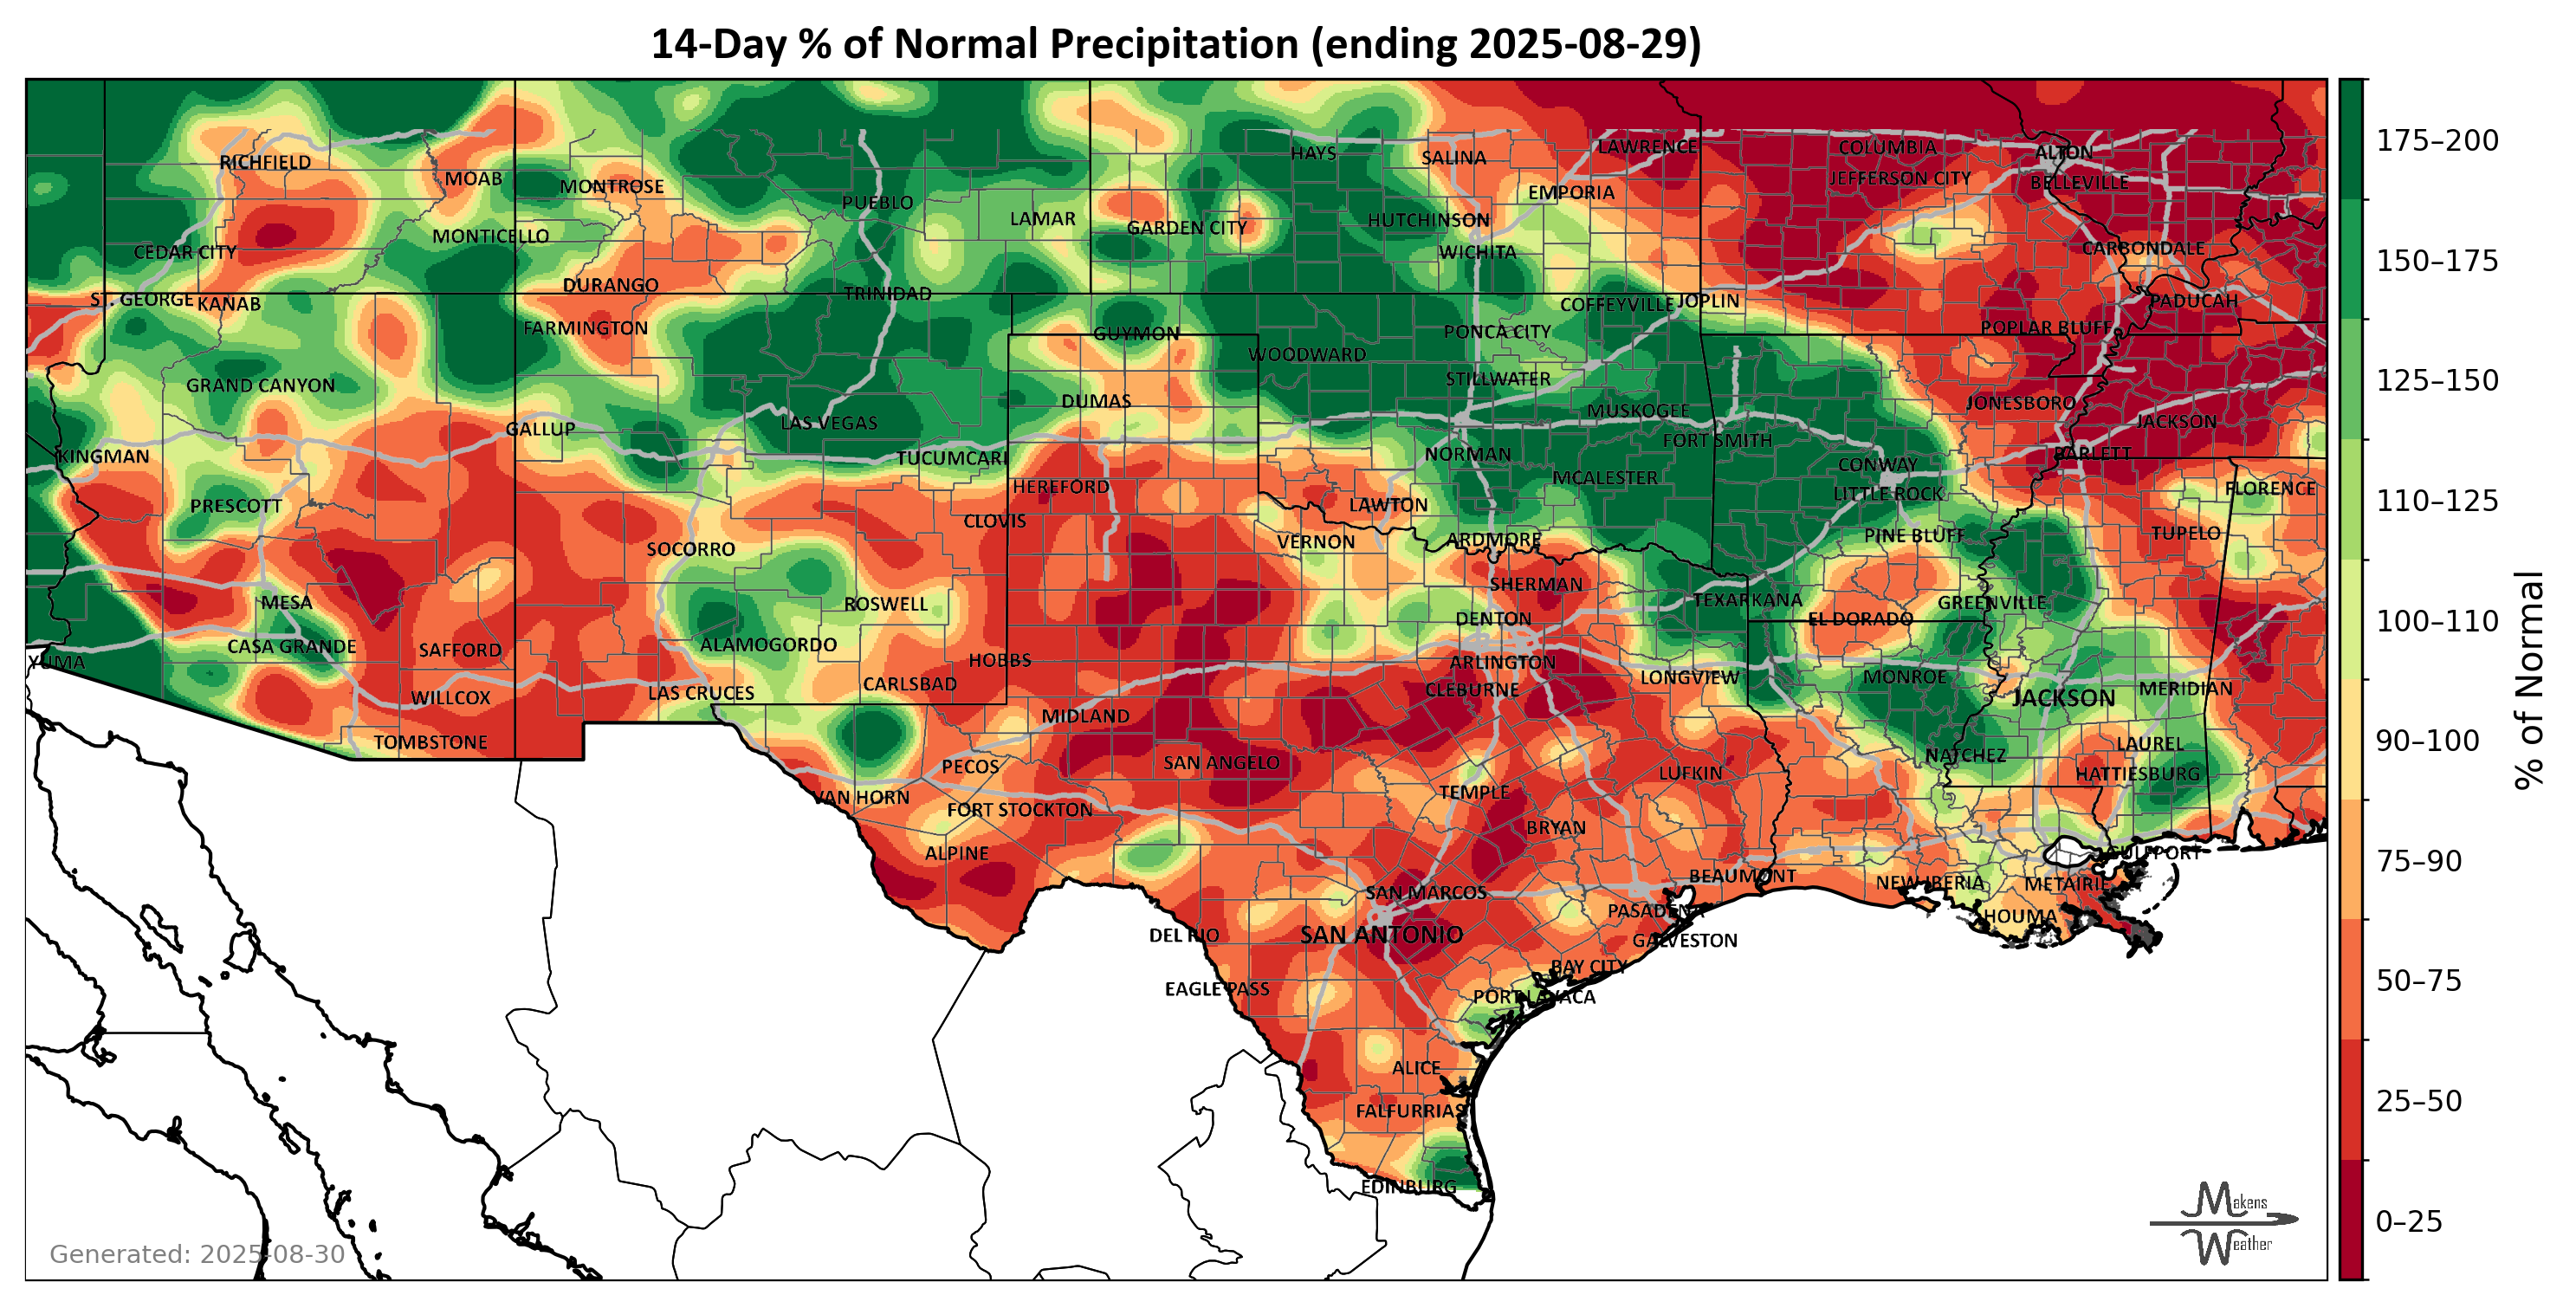 14-Day % of Normal Precipitation (ending 2025-08-29)
RICHFIELD
MOAB
MONTROSE
PUEBLO
LAMAR
HAYS
SALINA
LAWRENCE
COLUMBIA
ALTON
JEFFERSON CITY
BELLEVILLE
EMPORIA
GARDEN CITY
HUTCHINSON
WICHITA
MONTICELLO
CEDAR CITY
CARBONDALE
DURANGO
TRINIDAD
ST. GEORGE
KANAB
COFFEYVILLE
JOPLIN
PADUCAH
FARMINGTON
GUYMON
PONCA CITY
POPLAR BLUFF
WOODWARD
GRAND CANYON
STILLWATER
DUMAS
MUSKOGEE
JONESBORO
JACKSON
GALLUP
LAS VEGAS
FORT SMITH
KINGMAN
TUCUMCARI
NORMAN
BARLETT
CONWAY
HEREFORD
MCALESTER
LITTLE ROCK
FLORENCE
PRESCOTT
LAWTON
CLOVIS
PINE BLUFF
TUPELO
SOCORRO
VERNON
ARDMORE
SHERMAN
MESA
ROSWELL
TEXARKANA
GREENVILLE
DENTON
EL DORADO
CASA GRANDE
SAFFORD
ALAMOGORDO
HOBBS
ARLINGTON
YUMA
LAS CRUCES
CARLSBAD
CLEBURNE
LONGVIEW
MONROE
WILLCOX
JACKSON
MERIDIAN
MIDLAND
TOMBSTONE
PECOS
SAN ANGELO
LUFKIN
NATCHEZ
LAUREL
HATTIESBURG
VAN HORN
FORT STOCKTON
TEMPLE
BRYAN
ALPINE
GULFPORT
SAN MARCOS
BEAUMONT
NEW IBERIA
METAIRIE
PASADENA
HOUMA
DEL RIO
SAN ANTONIO
GALVESTON
BAY CITY
EAGLE PASS
PORT LAVACA
ALICE
FALFURRIAS
EDINBURG
175–200
150–175
125–150
110–125
100–110
90–100
75–90
50–75
25–50
0–25
% of Normal
Generated: 2025-08-30
Makens
Weather